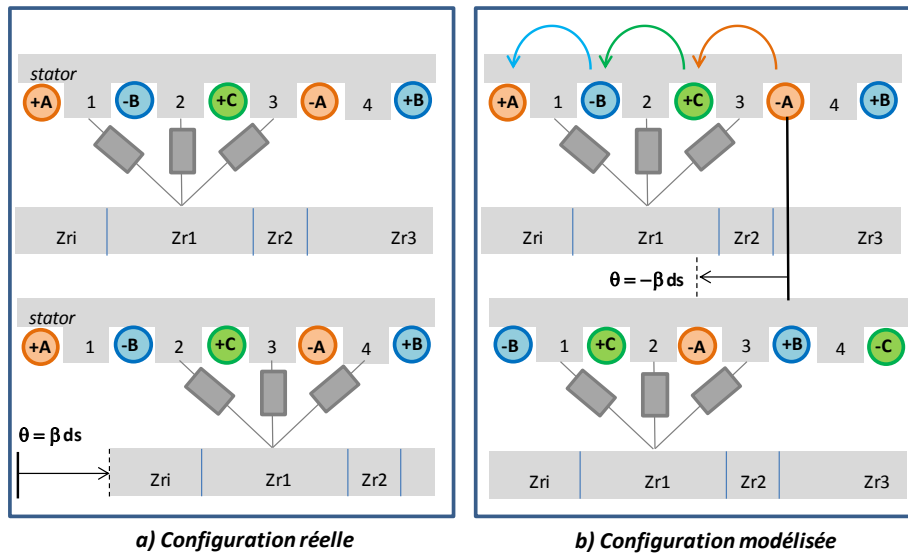 stator
+A 1 -B 2 +C 3 -A 4 +B
Zri Zr1 Zr2 Zr3
stator
+A 1 -B 2 +C 3 -A 4 +B
θ = β ds
Zri Zr1 Zr2
a) Configuration réelle
+A 1 -B 2 +C 3 -A 4 +B
Zri Zr1 Zr2 Zr3
θ = −β ds
-B 1 +C 2 -A 3 +B 4 -C
Zri Zr1 Zr2 Zr3
b) Configuration modélisée